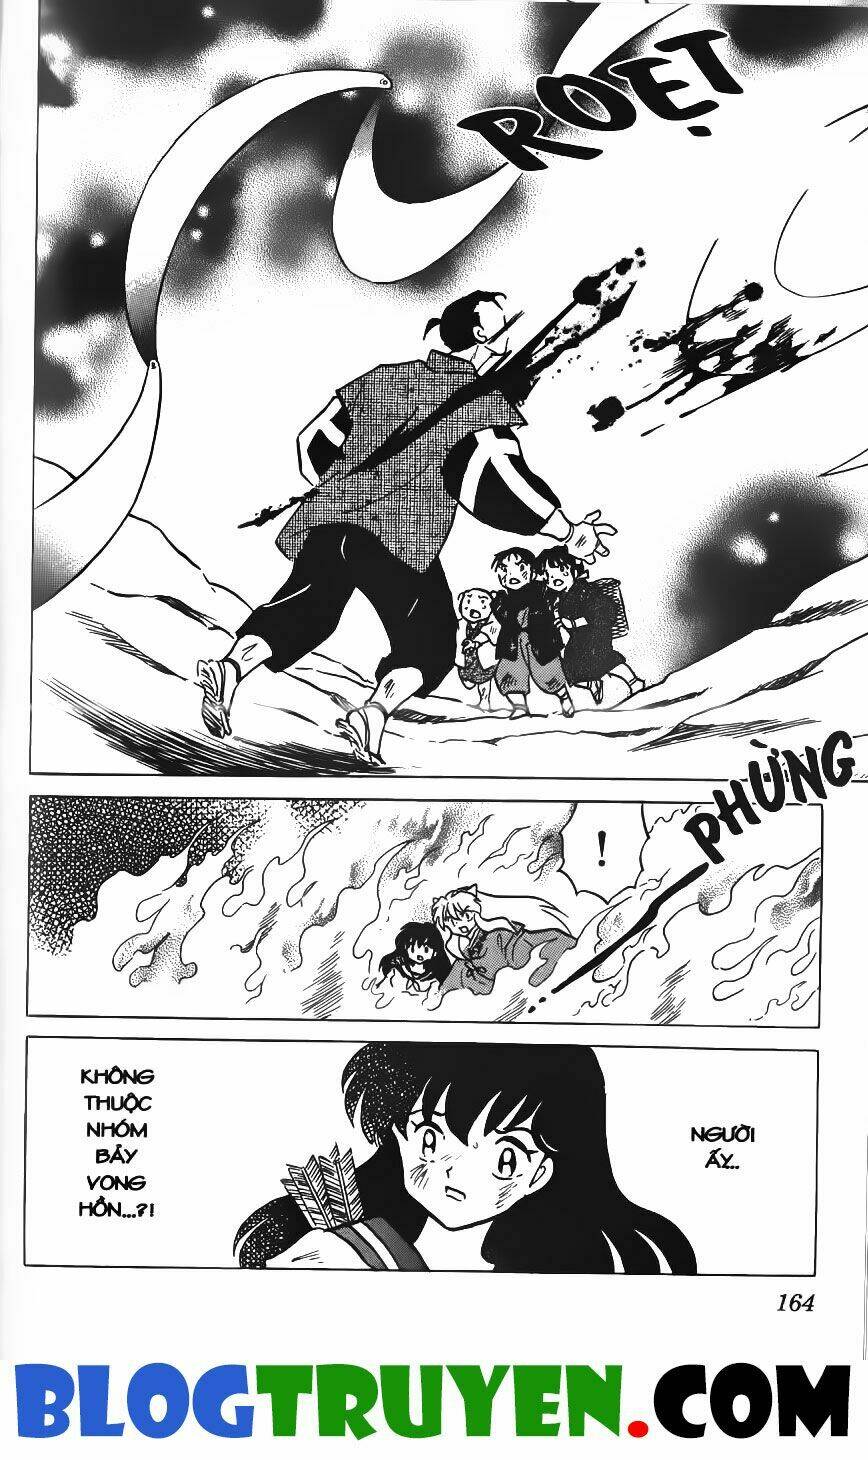 ROẸT
PHỪNG
!
NGƯỜI
ẤY...
KHÔNG
THUỘC
NHÓM
BẢY
VONG
HỒN...?!
164
BLOGTRUYEN.COM